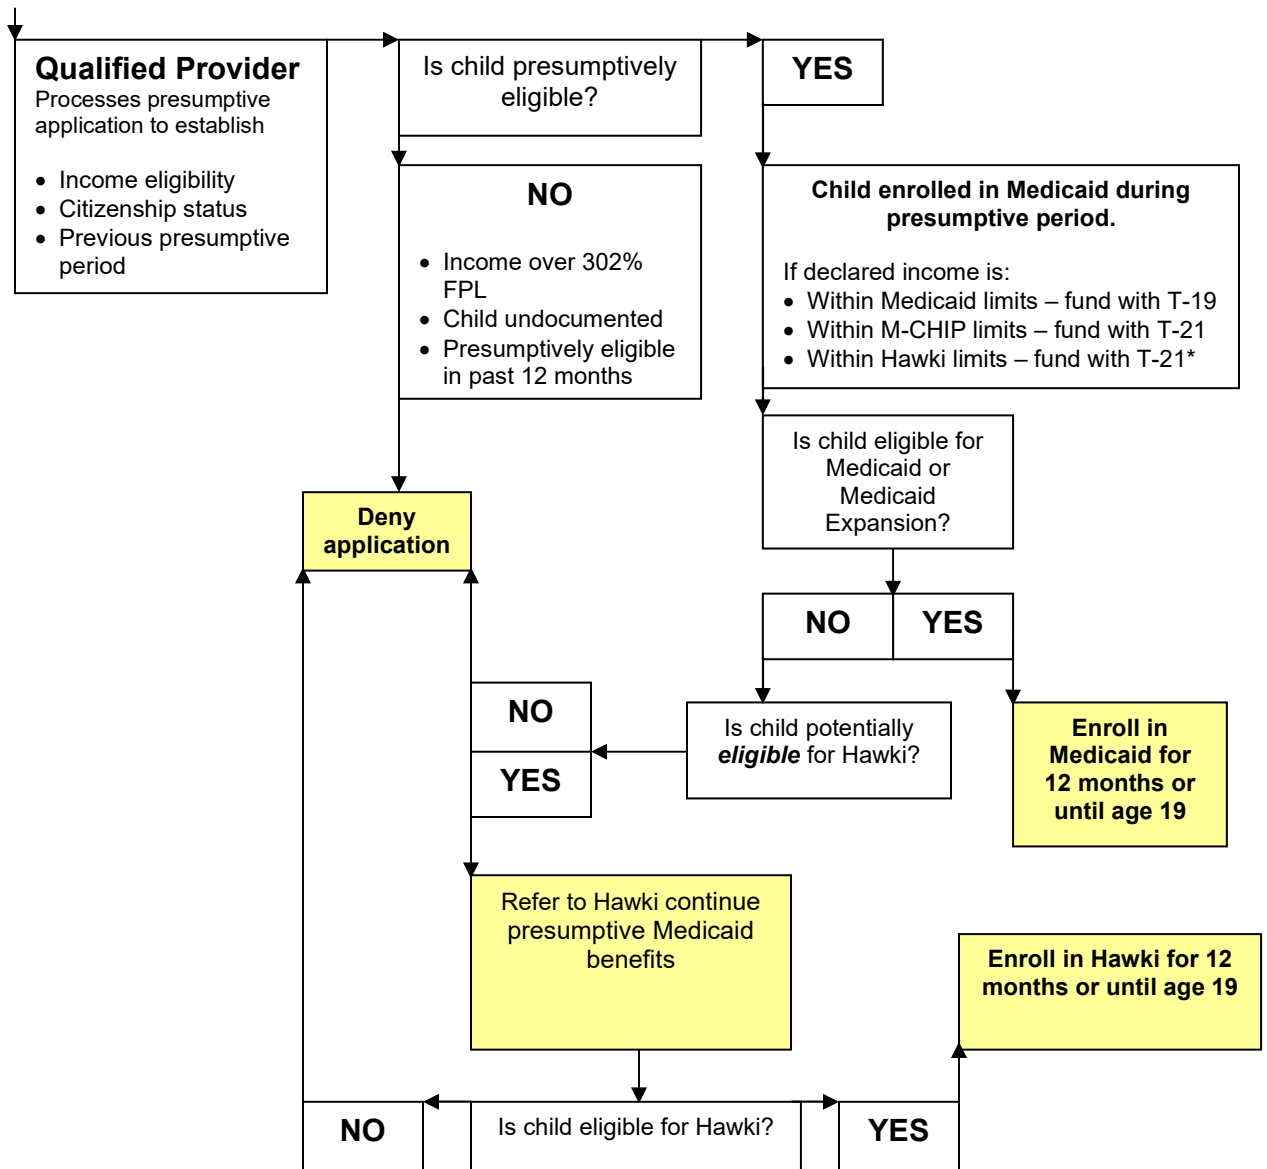 Qualified Provider
Processes presumptive
application to establish
• Income eligibility
• Citizenship status
• Previous presumptive
period
Is child presumptively
eligible?
YES
NO
• Income over 302%
FPL
• Child undocumented
• Presumptively eligible
in past 12 months
Child enrolled in Medicaid during
presumptive period.
If declared income is:
• Within Medicaid limits – fund with T-19
• Within M-CHIP limits – fund with T-21
• Within Hawki limits – fund with T-21*
Is child eligible for
Medicaid or
Medicaid
Expansion?
Deny
application
NO
YES
NO
YES
Is child potentially
eligible for Hawki?
Enroll in
Medicaid for
12 months or
until age 19
Refer to Hawki continue
presumptive Medicaid
benefits
Enroll in Hawki for 12
months or until age 19
NO
Is child eligible for Hawki?
YES